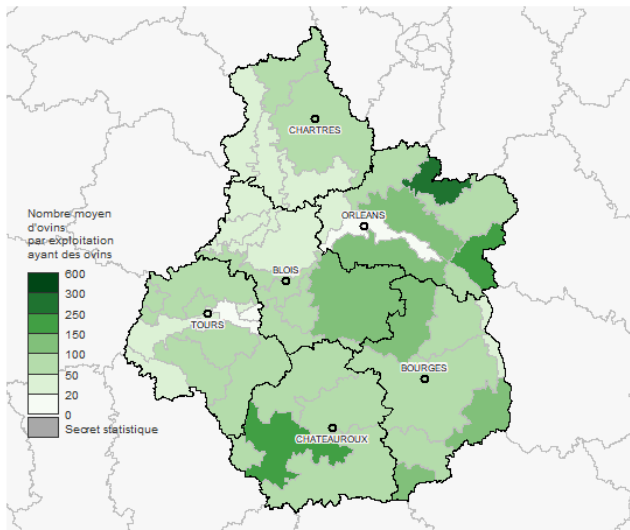 CHARTRES
Nombre moyen
d'ovins
par exploitation
ayant des ovins
ORLEANS
600
300
250
150
100
50
20
0
Secret statistique
BLOIS
TOURS
BOURGES
CHATEAUROUX